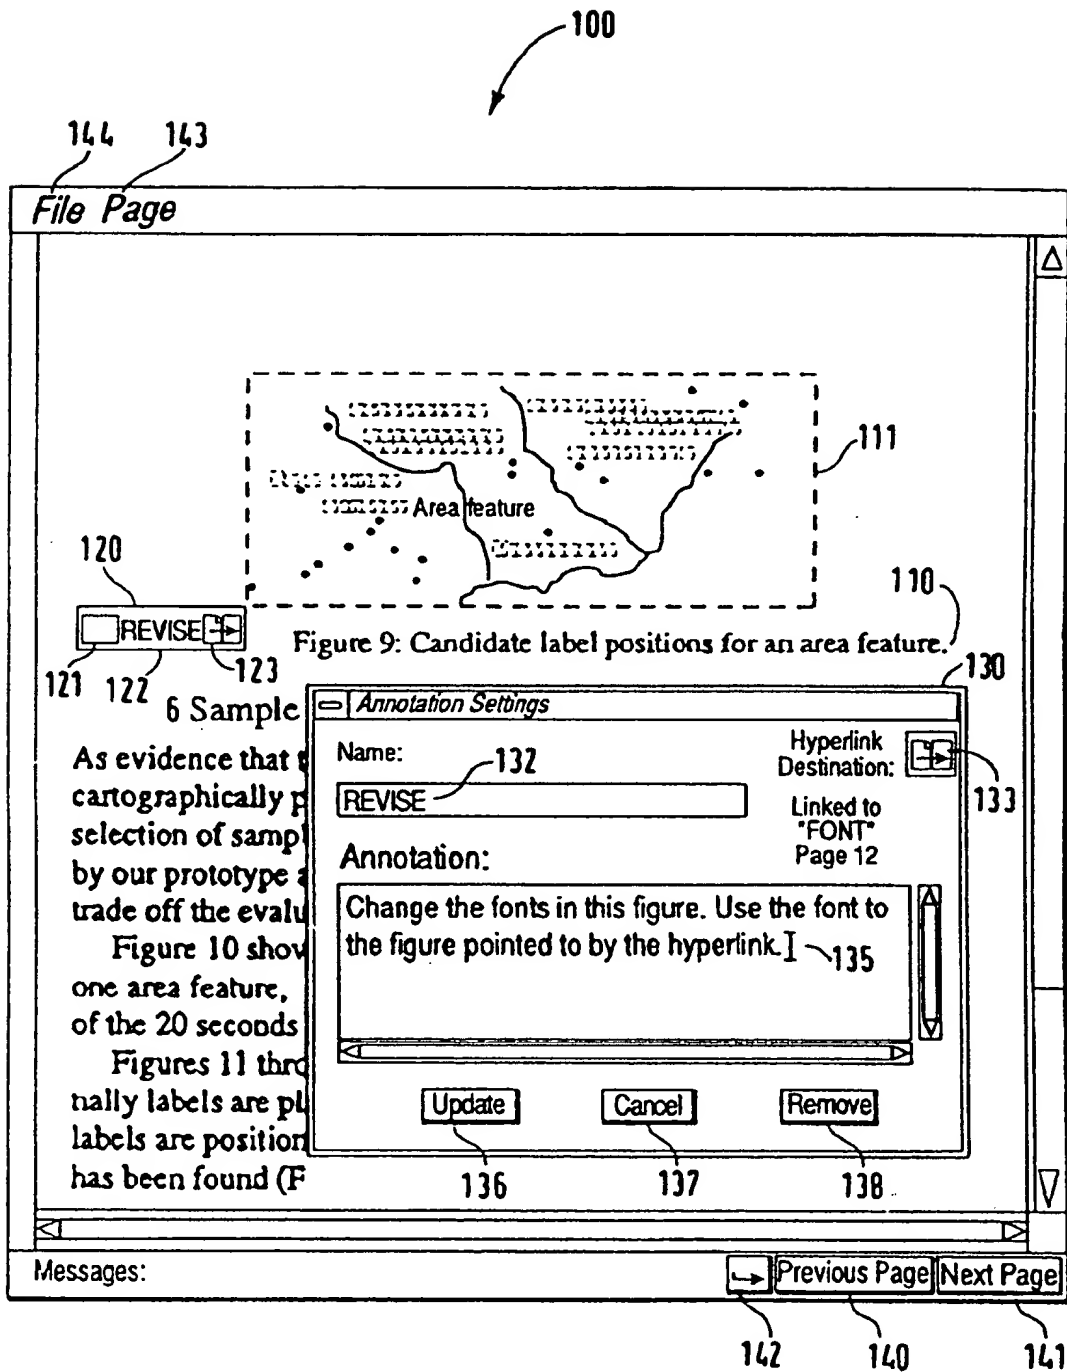 100
144 143
File Page
111
Area feature
120
110
REVISE
Figure 9: Candidate label positions for an area feature.
121 122 123
130
6 Sample
Annotation Settings
As evidence that
cartographically p
selection of sampl
by our prototype a
trade off the evalu
Figure 10 show
one area feature,
of the 20 seconds
Figures 11 thro
nally labels are pl
labels are position
has been found (F
Name:
132
REVISE
Hyperlink
Destination:
133
Linked to
"FONT"
Page 12
Annotation:
Change the fonts in this figure. Use the font to
the figure pointed to by the hyperlink.
135
Update Cancel Remove
136 137 138
Messages:
Previous Page Next Page
142 140 141